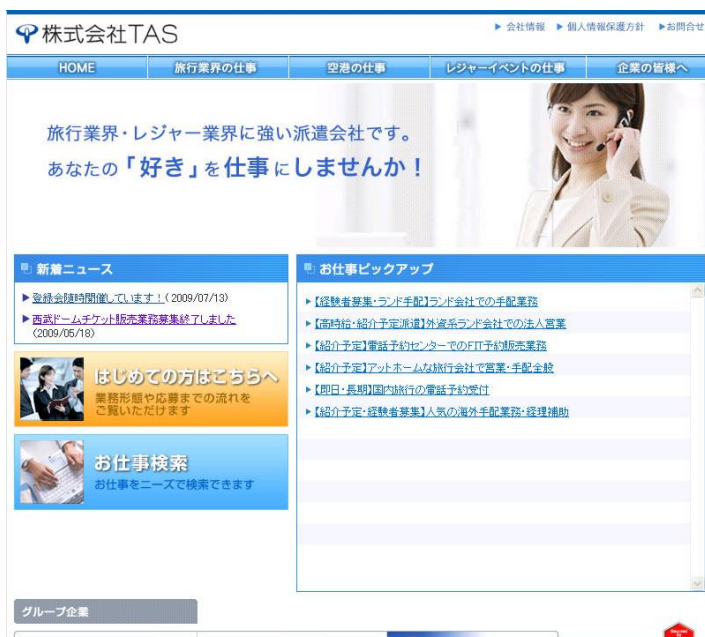 株式会社TAS
会社情報 個人情報保護方針 お問合せ
HOME 旅行業界の仕事 空港の仕事 レジャーイベントの仕事 企業の皆様へ
旅行業界・レジャー業界に強い派遣会社です。
あなたの「好き」を仕事にしませんか!
新着ニュース
登録会随時開催しています!(2009/07/13)
西武ドームチケット販売業務募集終了しました
(2009/05/18)
はじめての方はこちらへ
業務形態や応募までの流れを
ご覧いただけます
お仕事検索
お仕事をニーズで検索できます
お仕事ピックアップ
【経験者募集・ランド手配】ランド会社での手配業務
【高時給・紹介予定派遣】外資系ランド会社での法人営業
【紹介予定】電話予約センターでのFIT予約販売業務
【紹介予定】アットホームな旅行会社で営業・手配全般
【即日・長期】国内旅行の電話予約受付
【紹介予定・経験者募集】人気の海外手配業務・経理補助
グループ企業